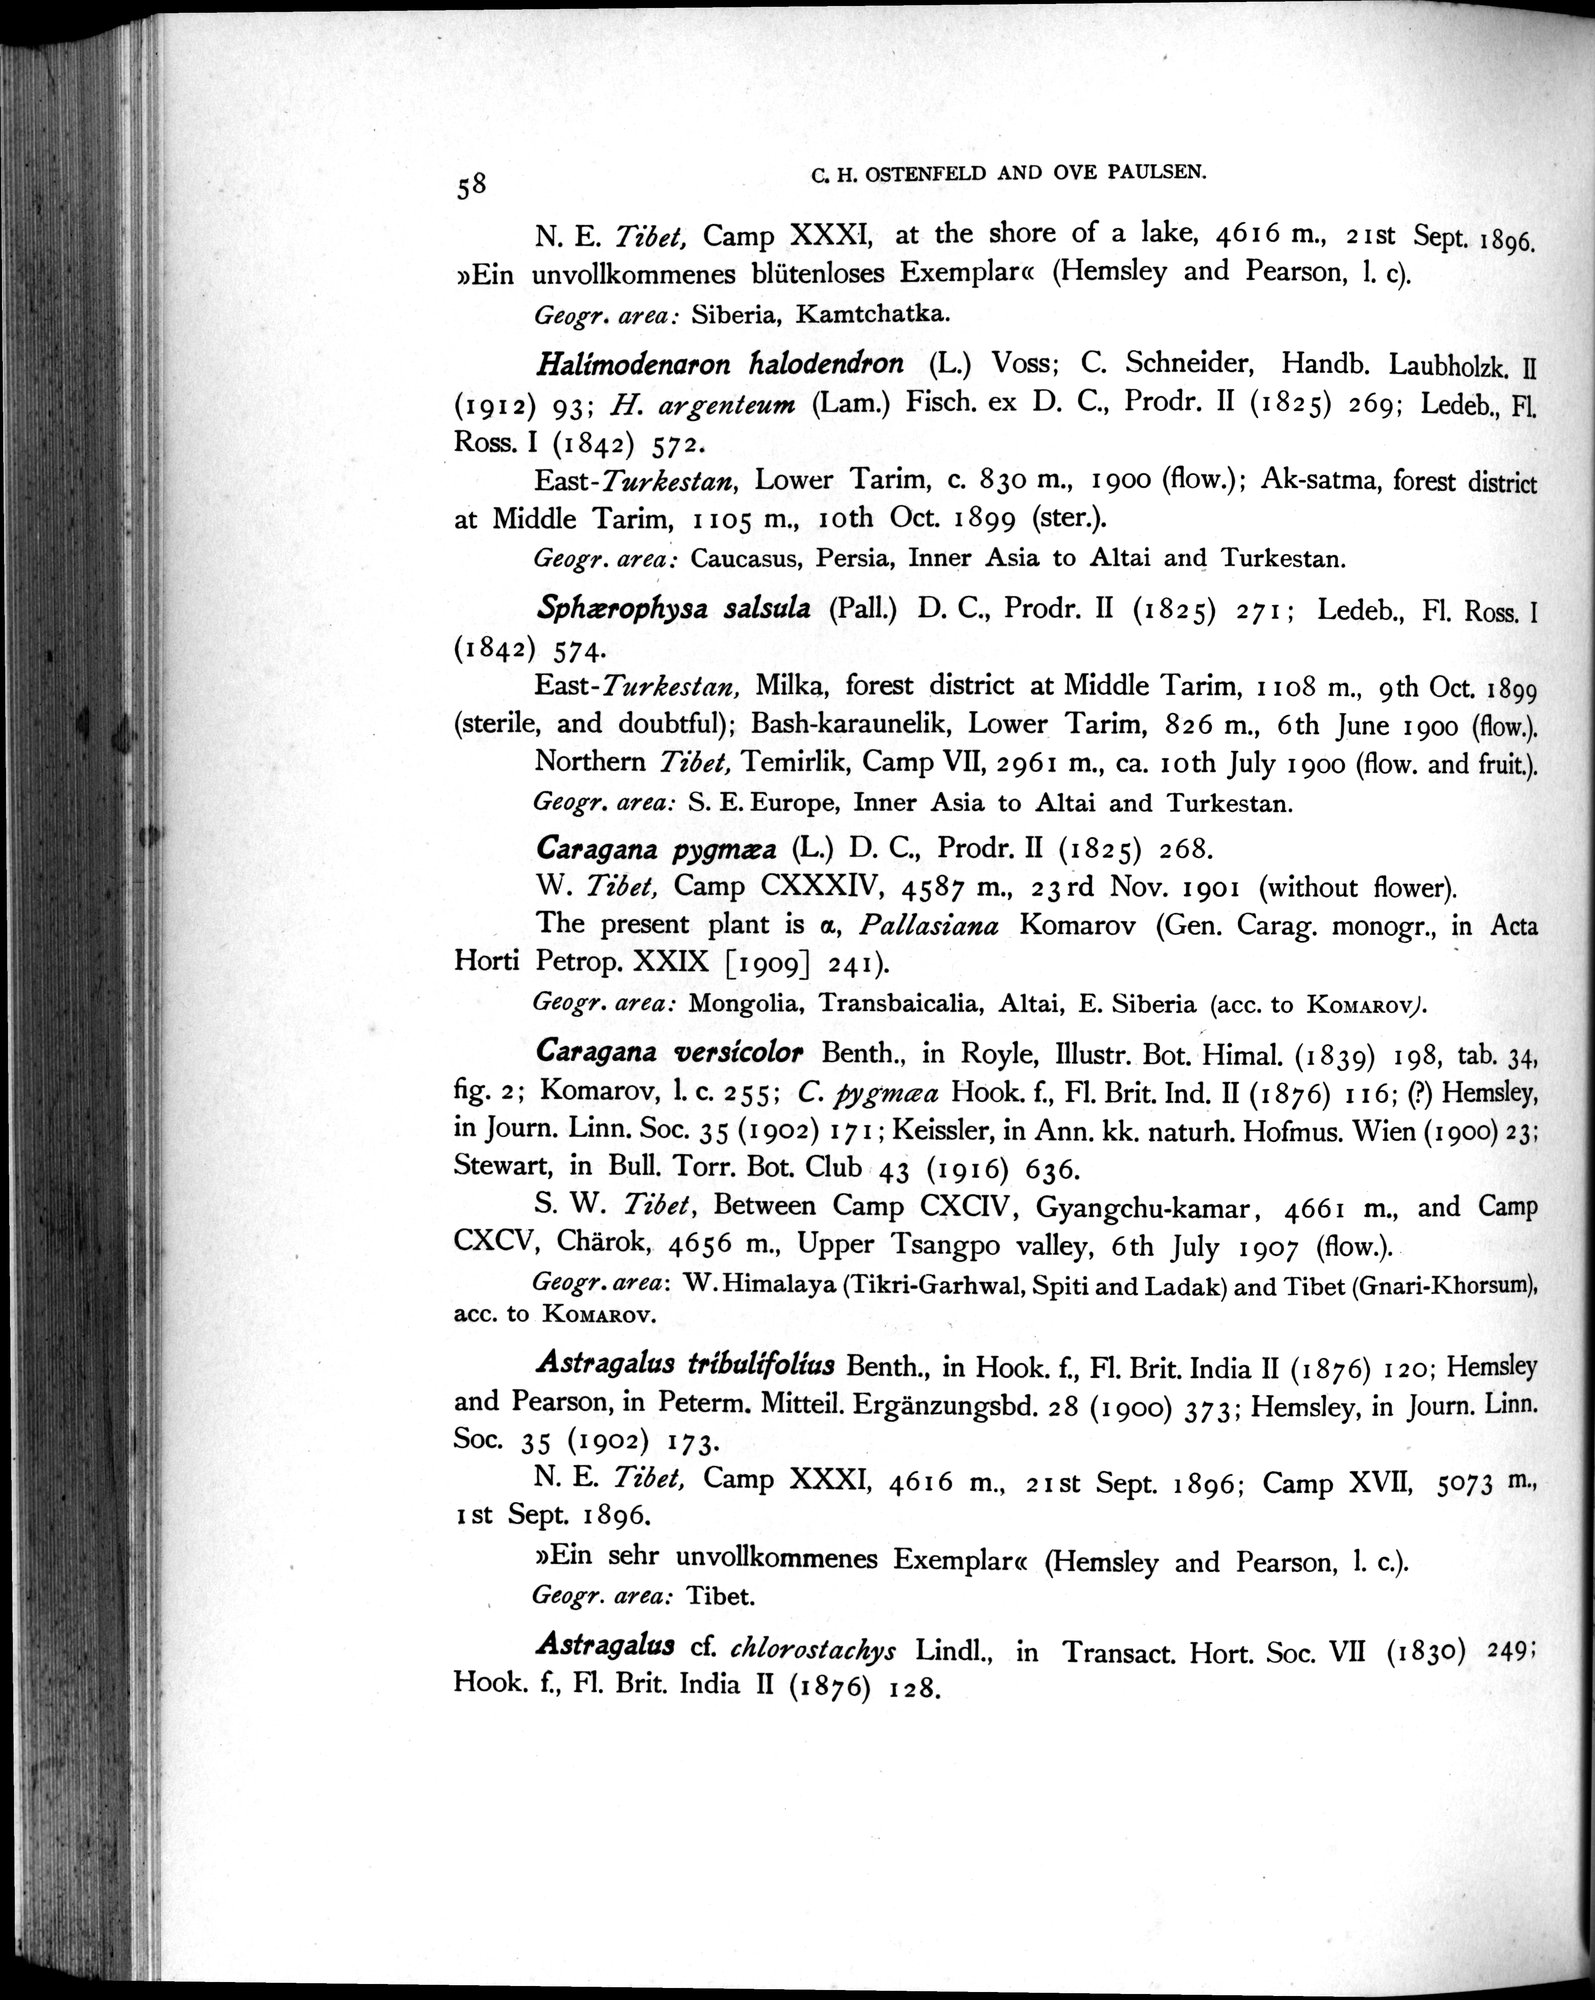 58
C. H. OSTENFELD AND OVE PAULSEN.
N. E. Tibet, Camp XXXI, at the shore of a lake, 4616 m., 21st Sept. 1896.
»Ein unvollkommenes blütenloses Exemplar« (Hemsley and Pearson, l. c).
Geogr. area: Siberia, Kamtchatka.
Halimodenaron halodendron (L.) Voss; C. Schneider, Handb. Laubholzk. II
(1912) 93; H. argenteum (Lam.) Fisch. ex D. C., Prodr. II (1825) 269; Ledeb., Fl.
Ross. I (1842) 572.
East-Turkestan, Lower Tarim, c. 830 m., 1900 (flow.); Ak-satma, forest district
at Middle Tarim, 1105 m., 10th Oct. 1899 (ster.).
Geogr. area: Caucasus, Persia, Inner Asia to Altai and Turkestan.
Sphærophysa salsula (Pall.) D. C., Prodr. II (1825) 271; Ledeb., Fl. Ross. I
(1842) 574.
East-Turkestan, Milka, forest district at Middle Tarim, 1108 m., 9th Oct. 1899
(sterile, and doubtful); Bash-karaunelik, Lower Tarim, 826 m., 6th June 1900 (flow.).
Northern Tibet, Temirlik, Camp VII, 2961 m., ca. 10th July 1900 (flow. and fruit.).
Geogr. area: S. E. Europe, Inner Asia to Altai and Turkestan.
Caragana pygmæa (L.) D. C., Prodr. II (1825) 268.
W. Tibet, Camp CXXXIV, 4587 m., 23rd Nov. 1901 (without flower).
The present plant is α, Pallasiana Komarov (Gen. Carag. monogr., in Acta
Horti Petrop. XXIX [1909] 241).
Geogr. area: Mongolia, Transbaicalia, Altai, E. Siberia (acc. to KOMAROV).
Caragana versicolor Benth., in Royle, Illustr. Bot. Himal. (1839) 198, tab. 34,
fig. 2; Komarov, l. c. 255; C. pygmæa Hook. f., Fl. Brit. Ind. II (1876) 116; (?) Hemsley,
in Journ. Linn. Soc. 35 (1902) 171; Keissler, in Ann. kk. naturh. Hofmus. Wien (1900) 23;
Stewart, in Bull. Torr. Bot. Club 43 (1916) 636.
S. W. Tibet, Between Camp CXCIV, Gyangchu-kamar, 4661 m., and Camp
CXCV, Chärok, 4656 m., Upper Tsangpo valley, 6th July 1907 (flow.).
Geogr. area: W. Himalaya (Tikri-Garhwal, Spiti and Ladak) and Tibet (Gnari-Khorsum),
acc. to KOMAROV.
Astragalus tribulifolius Benth., in Hook. f., Fl. Brit. India II (1876) 120; Hemsley
and Pearson, in Peterm. Mitteil. Ergänzungsbd. 28 (1900) 373; Hemsley, in Journ. Linn.
Soc. 35 (1902) 173.
N. E. Tibet, Camp XXXI, 4616 m., 21st Sept. 1896; Camp XVII, 5073 m.,
1st Sept. 1896.
»Ein sehr unvollkommenes Exemplar« (Hemsley and Pearson, l. c.).
Geogr. area: Tibet.
Astragalus cf. chlorostachys Lindl., in Transact. Hort. Soc. VII (1830) 249;
Hook. f., Fl. Brit. India II (1876) 128.